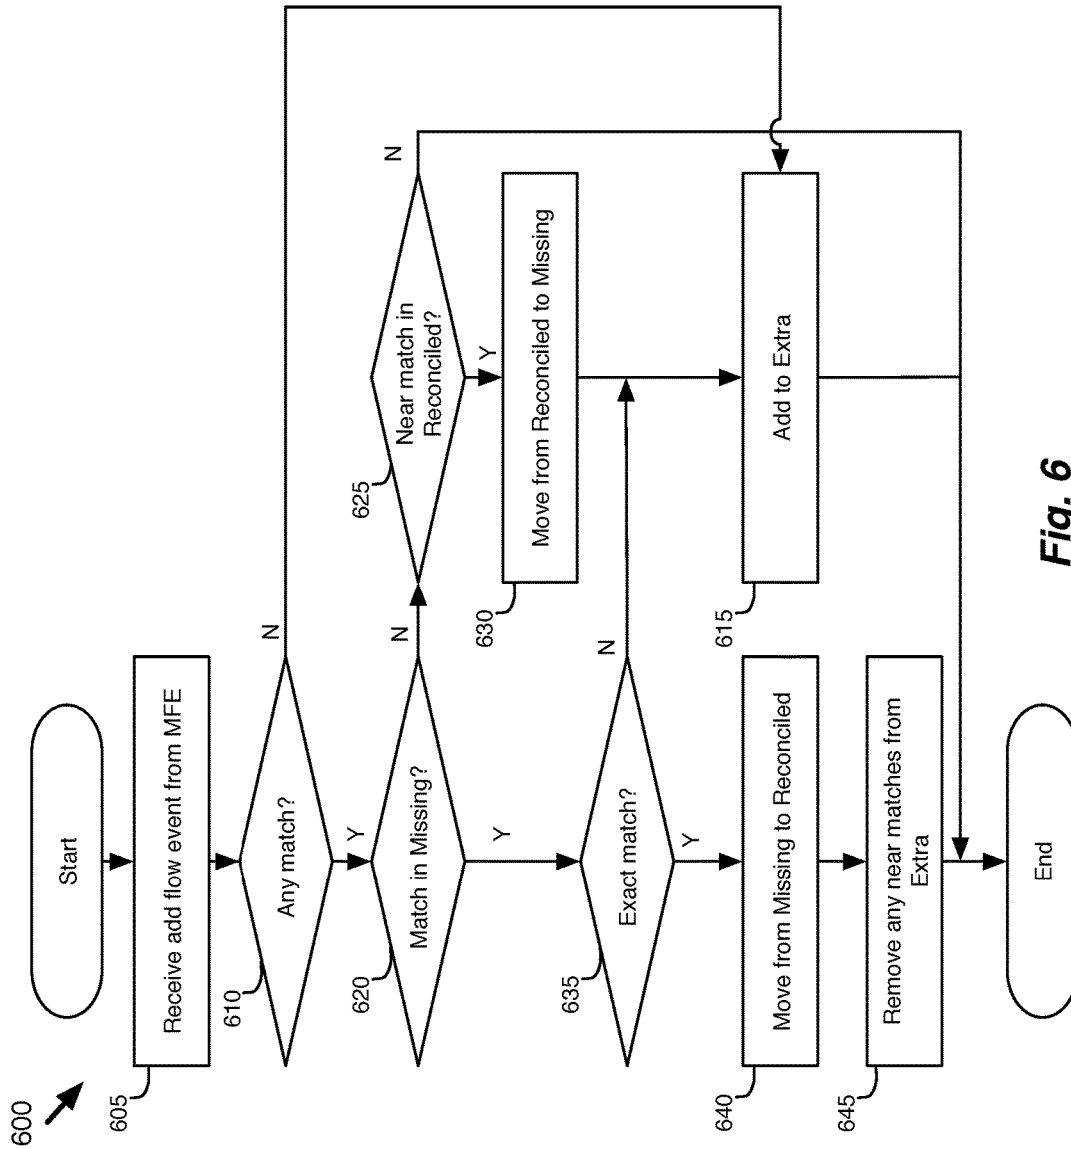 600
Start
605
Receive add flow event from MFE
610
Any match?
N
Y
620
Match in Missing?
N
Y
625
Near match in
Reconciled?
N
Y
630
Move from Reconciled to Missing
635
Exact match?
N
Y
615
Add to Extra
640
Move from Missing to Reconciled
645
Remove any near matches from
Extra
End
Fig. 6